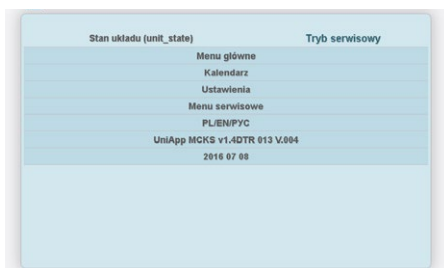 Stan układu (unit_state) Tryb serwisowy
Menu główne
Kalendarz
Ustawienia
Menu serwisowe
PL/EN/РУС
UniApp MCKS v1.4DTR 013 V.004
2016 07 08